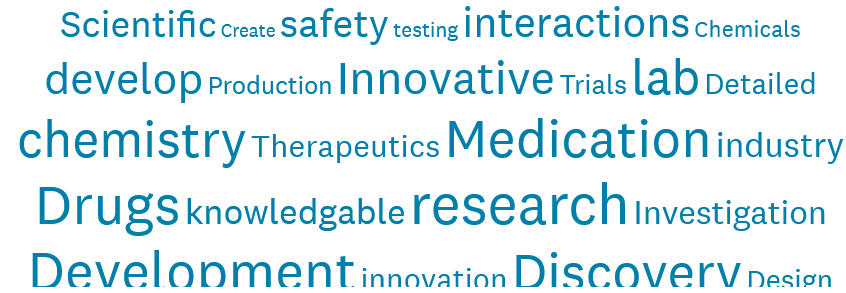 Scientific Create safety testing interactions Chemicals
develop Production Innovative Trials lab Detailed
chemistry Therapeutics Medication industry
Drugs knowledgable research Investigation
Development innovation Discovery Design